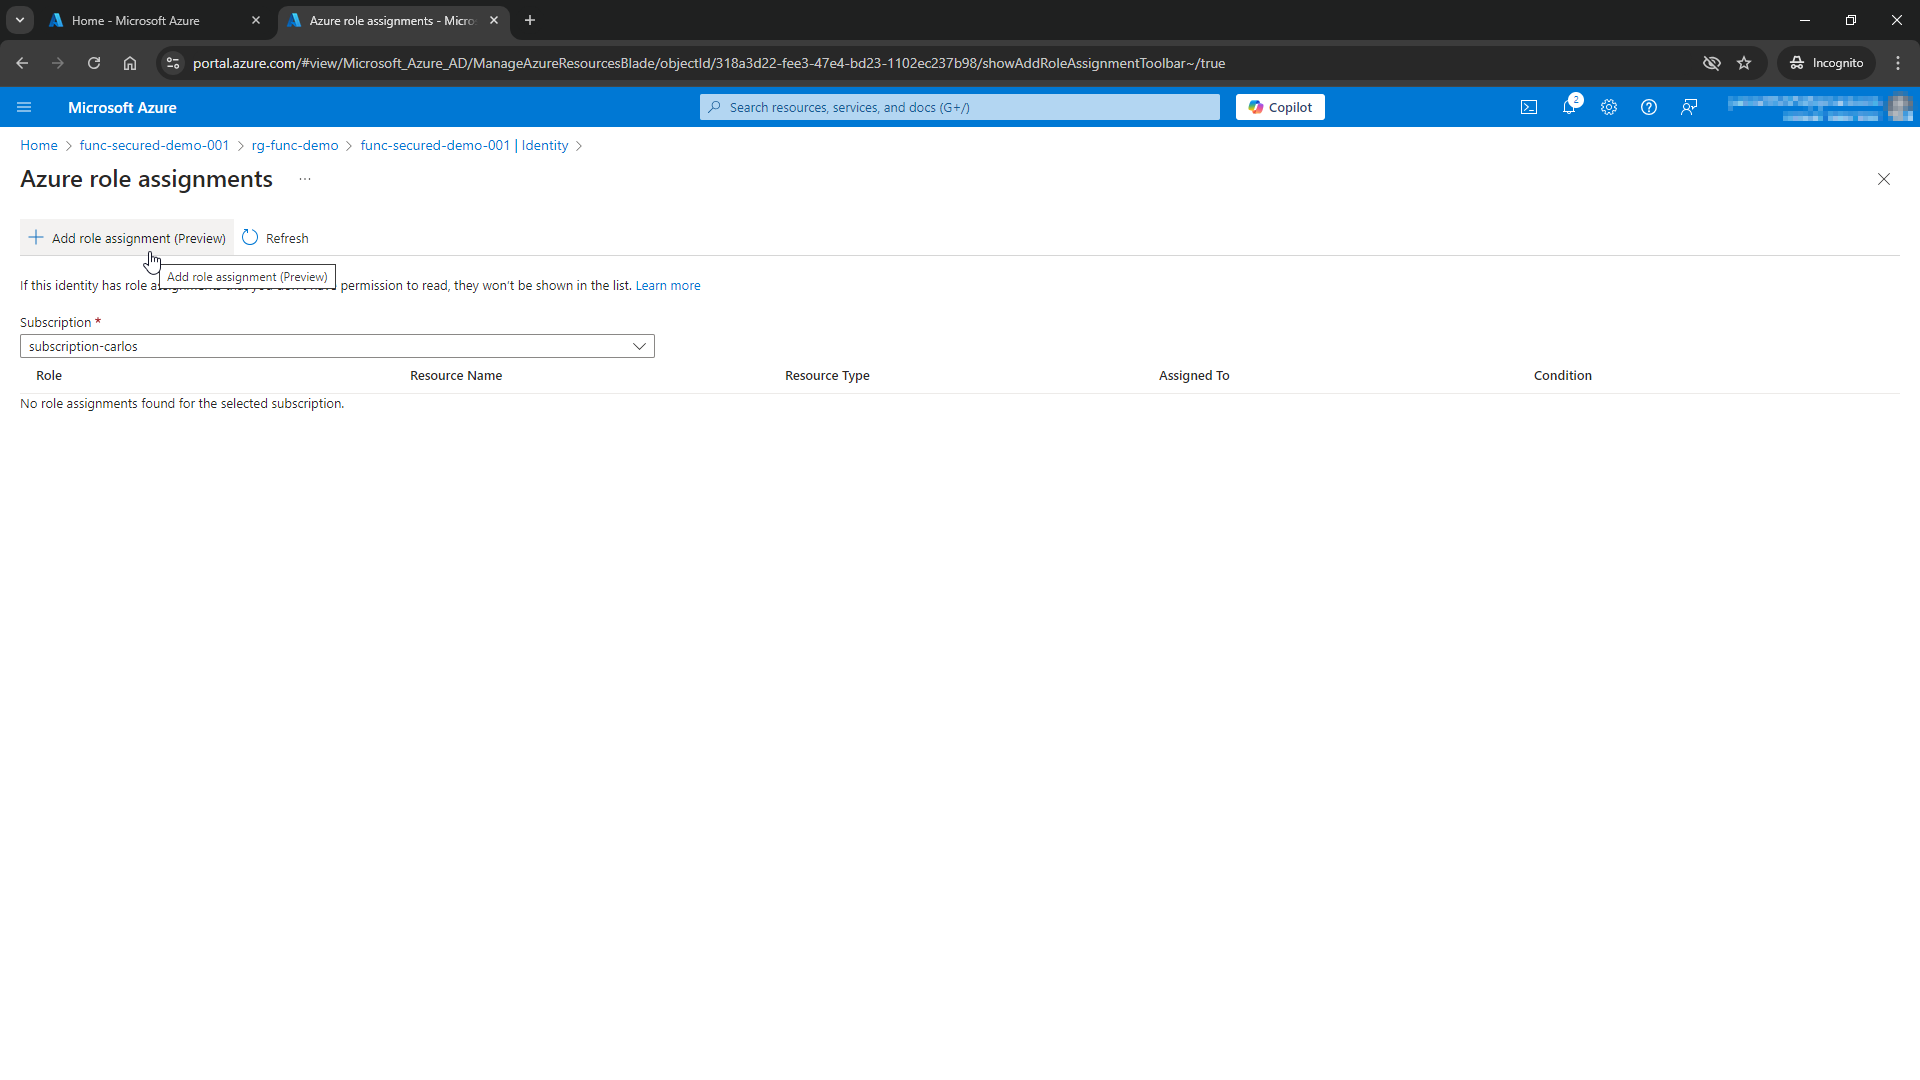 Home - Microsoft Azure
Azure role assignments - Micro
portal.azure.com/#view/Microsoft_Azure_AD/ManageAzureResourcesBlade/objectId/318a3d22-fee3-47e4-bd23-1102ec237b98/showAddRoleAssignmentToolbar~/true
Incognito
Microsoft Azure
Search resources, services, and docs (G+/)
Copilot
2
Home > func-secured-demo-001 > rg-func-demo > func-secured-demo-001 | Identity >
Azure role assignments ...
Add role assignment (Preview)
Refresh
Add role assignment (Preview)
If this identity has role permission to read, they won't be shown in the list. Learn more
Subscription *
subscription-carlos
Role Resource Name Resource Type Assigned To Condition
No role assignments found for the selected subscription.